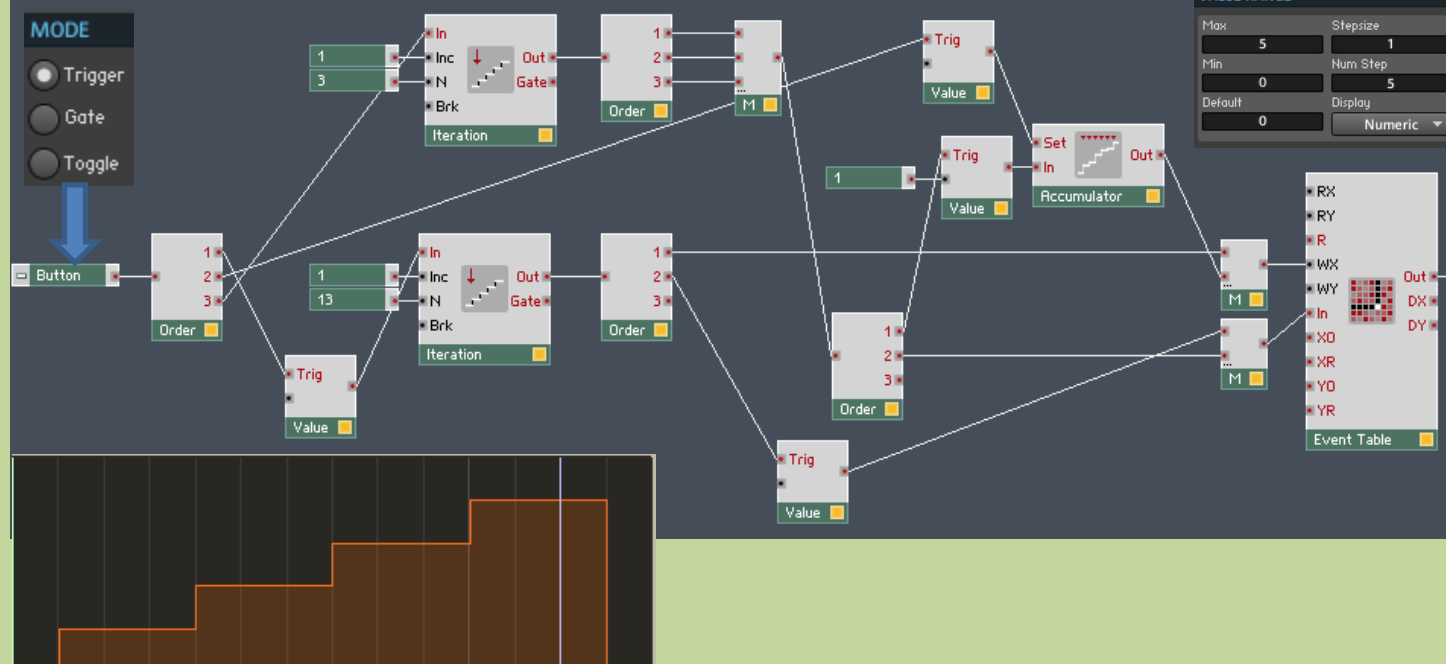 MODE
Trigger
Gate
Toggle
Button
1
2
3
Order
Trig
Value
1
3
In
Inc
N
Brk
Out
Gate
Iteration
1
2
3
Order
...
M
1
13
In
Inc
N
Brk
Out
Gate
Iteration
1
2
3
Order
Trig
Value
1
Trig
Value
Set
In
Out
Accumulator
1
2
3
Order
Trig
Value
...
M
...
M
Max
Stepsize
5
1
Min
Num Step
0
5
Default
Display
0
Numeric
RX
RY
R
WX
WY
In
XO
XR
YO
YR
Out
DX
DY
Event Table